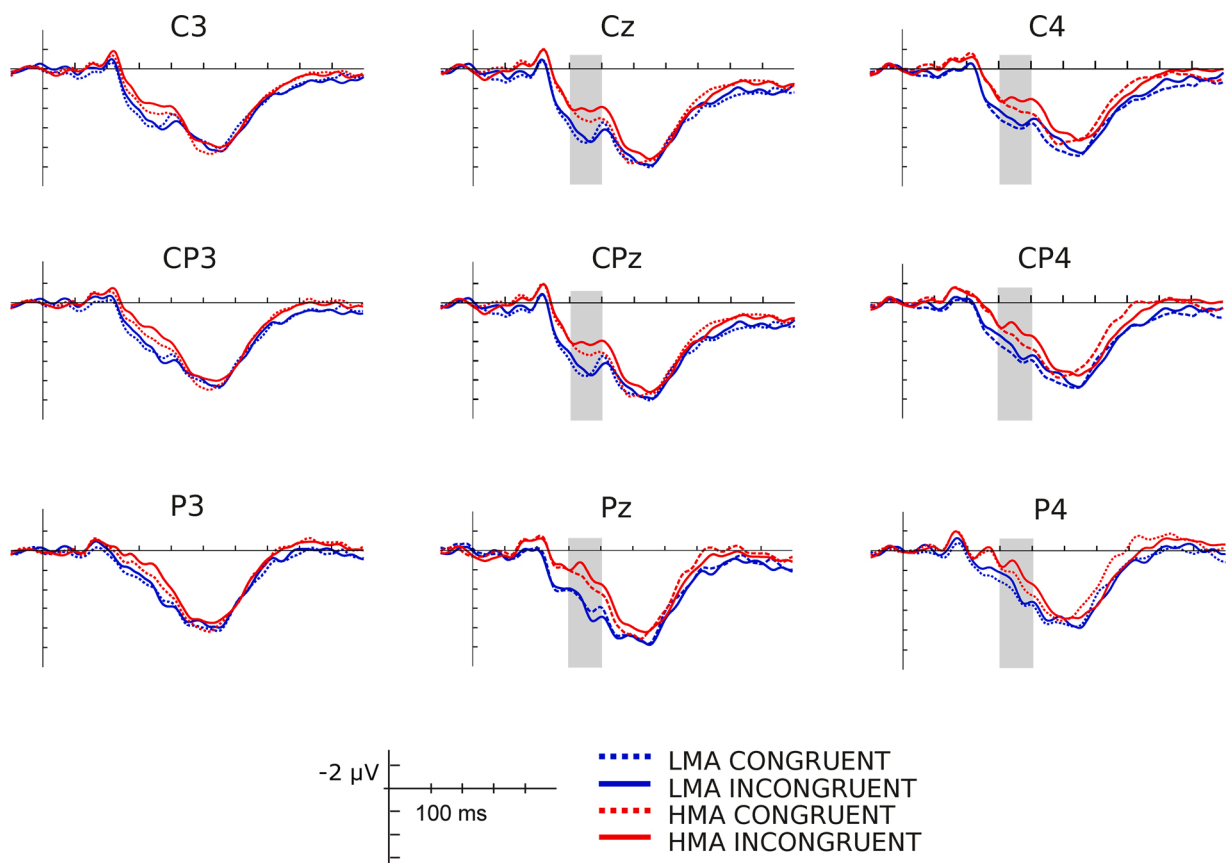 C3
Cz
C4
CP3
CPz
CP4
P3
Pz
P4
-2 µV
100 ms
LMA CONGRUENT
LMA INCONGRUENT
HMA CONGRUENT
HMA INCONGRUENT